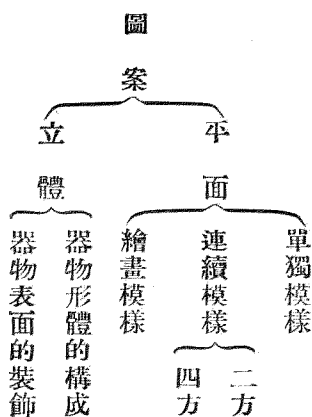 圖案
平面
單獨模樣
連續模樣
二方
四方
繪畫模樣
立體
器物形體的構成
器物表面的裝飾